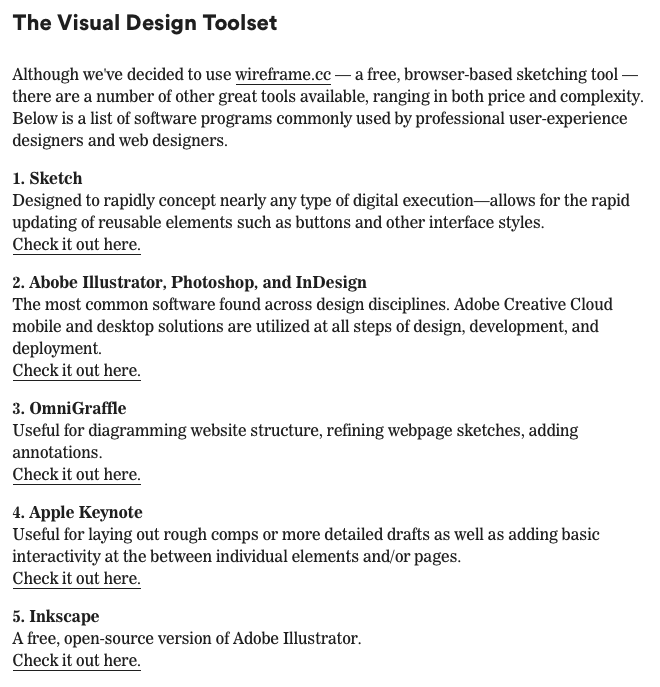 The Visual Design Toolset
Although we've decided to use wireframe.cc — a free, browser-based sketching tool —
there are a number of other great tools available, ranging in both price and complexity.
Below is a list of software programs commonly used by professional user-experience
designers and web designers.
1. Sketch
Designed to rapidly concept nearly any type of digital execution—allows for the rapid
updating of reusable elements such as buttons and other interface styles.
Check it out here.
2. Abobe Illustrator, Photoshop, and InDesign
The most common software found across design disciplines. Adobe Creative Cloud
mobile and desktop solutions are utilized at all steps of design, development, and
deployment.
Check it out here.
3. OmniGraffle
Useful for diagramming website structure, refining webpage sketches, adding
annotations.
Check it out here.
4. Apple Keynote
Useful for laying out rough comps or more detailed drafts as well as adding basic
interactivity at the between individual elements and/or pages.
Check it out here.
5. Inkscape
A free, open-source version of Adobe Illustrator.
Check it out here.